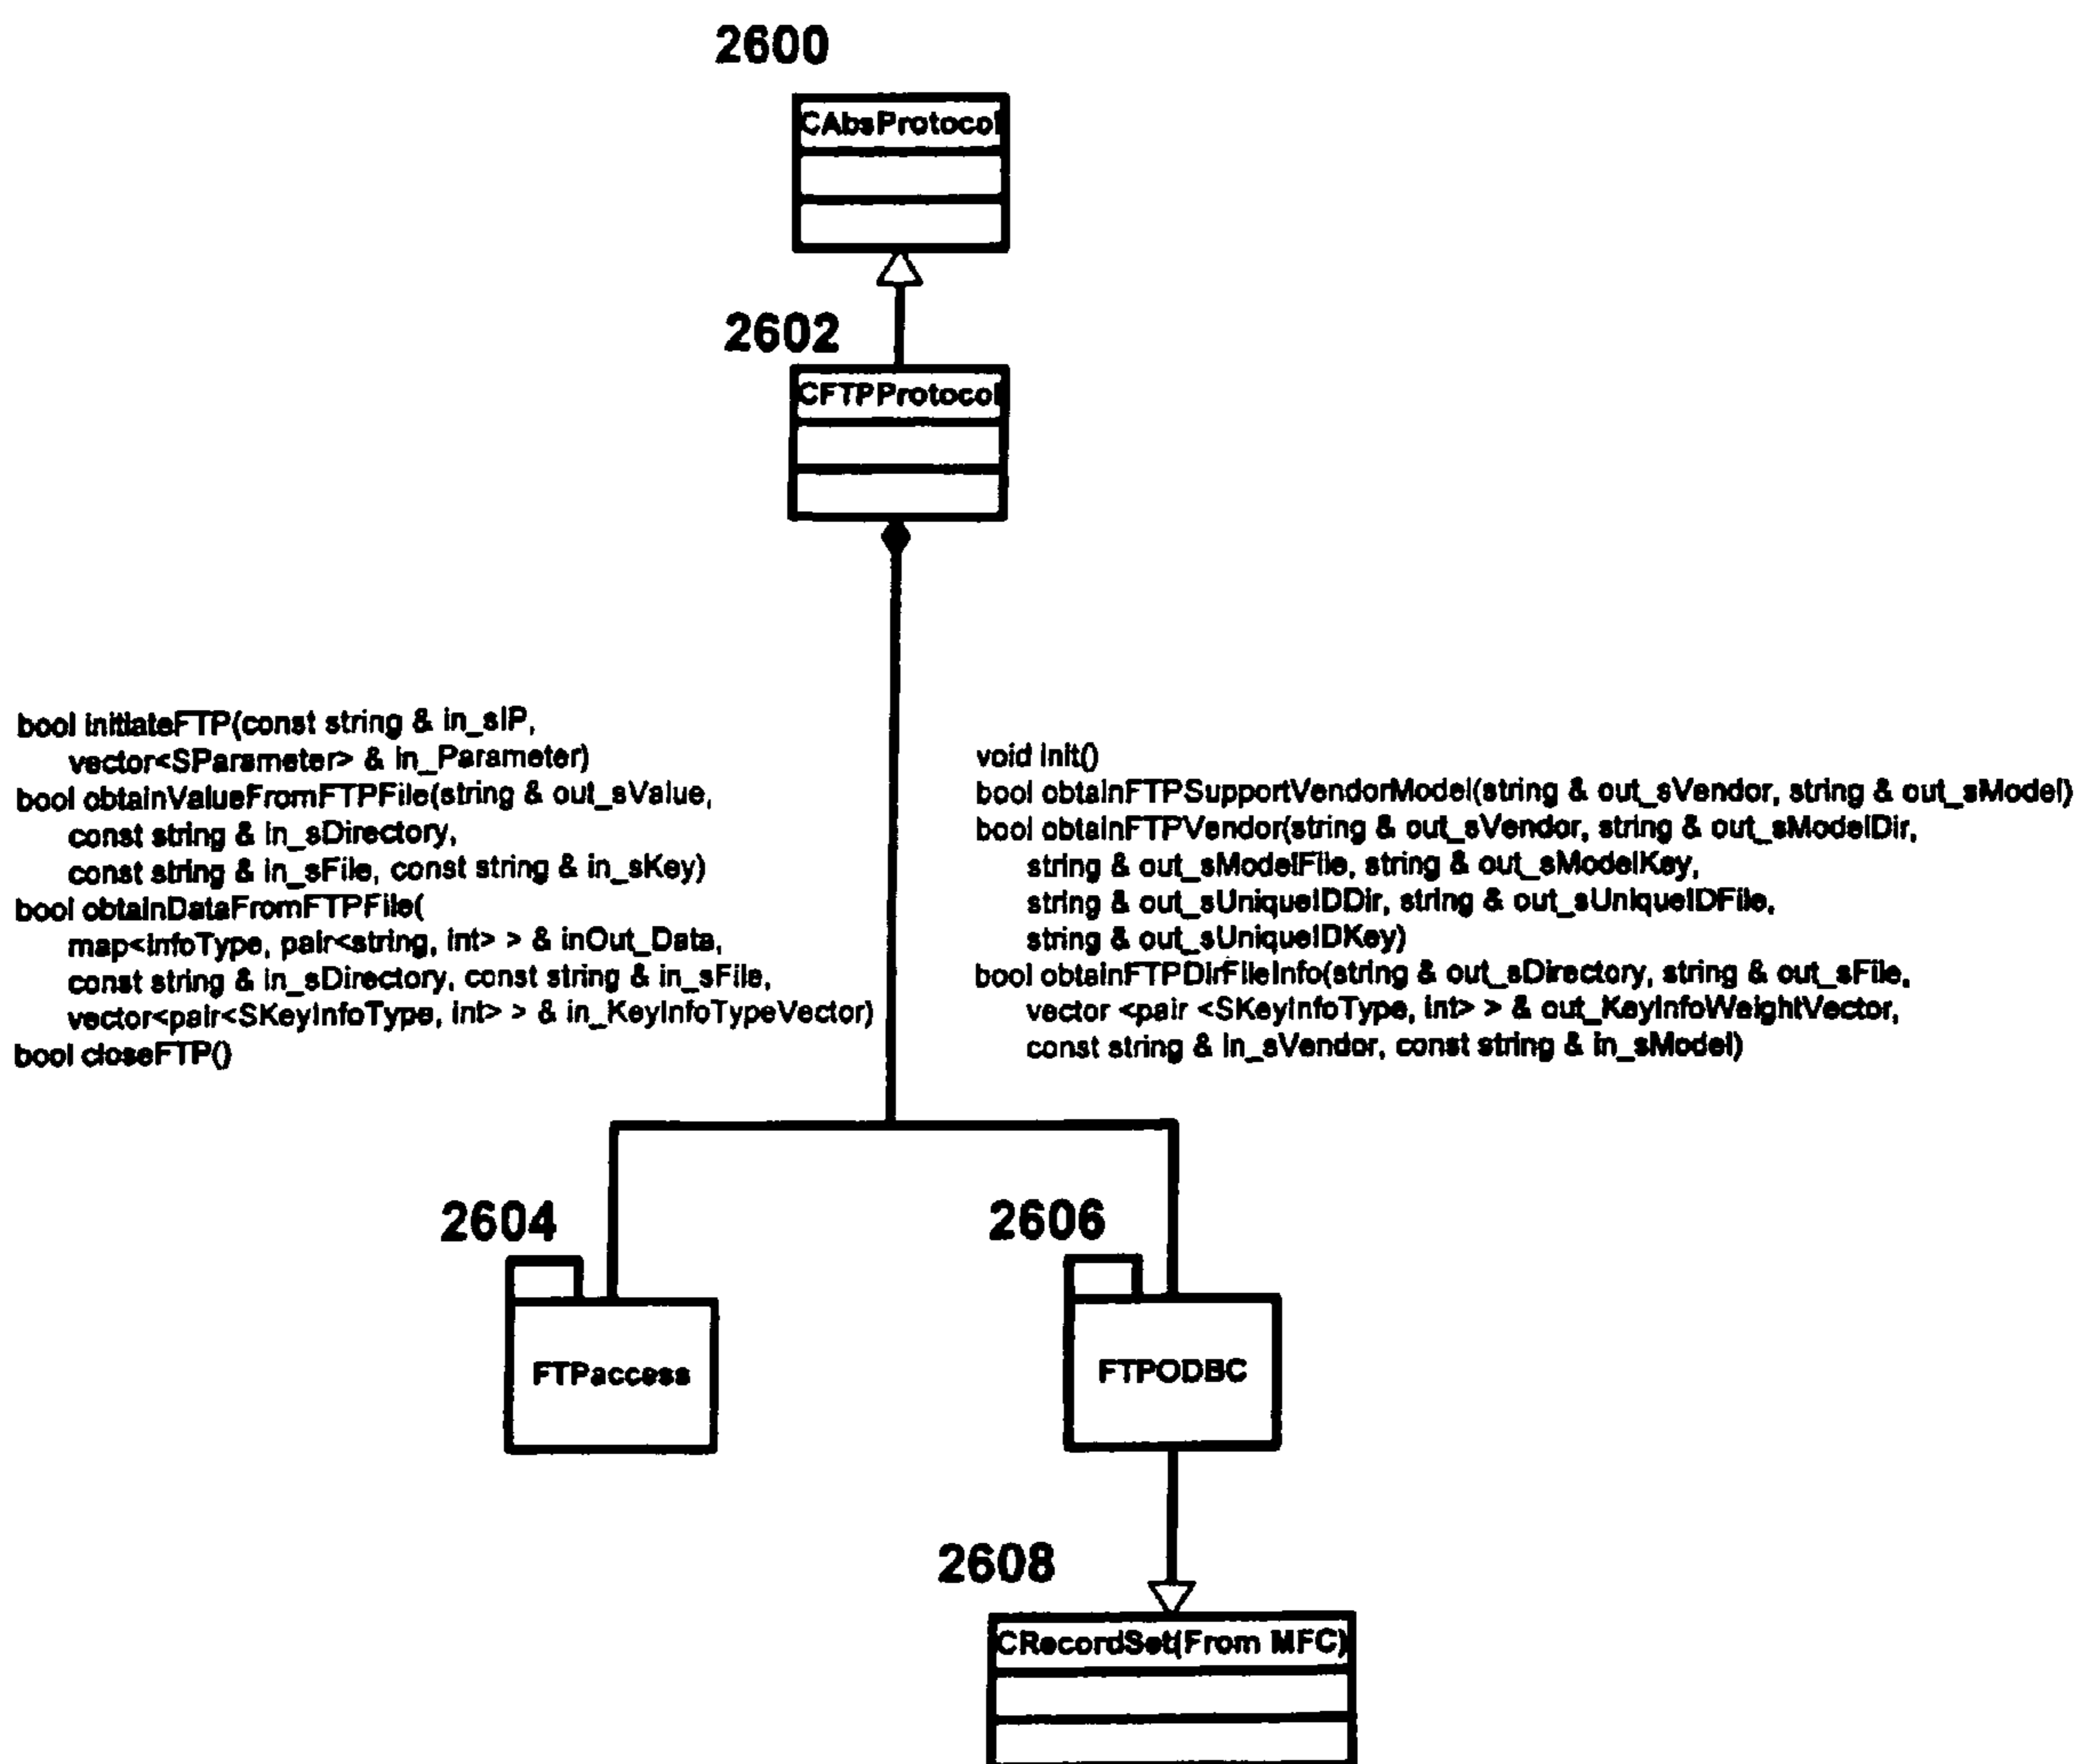 2600
CAbsProtocol
2602
CFTPProtocol
bool initiateFTP(const string & in_sIP,
vector<SParameter> & in_Parameter)
bool obtainValueFromFTPFile(string & out_sValue,
const string & in_sDirectory,
const string & in_sFile, const string & in_sKey)
bool obtainDataFromFTPFile(
map<infoType, pair<string, int> > & inOut_Data,
const string & in_sDirectory, const string & in_sFile,
vector<pair<SKeyInfoType, int> > & in_KeyInfoTypeVector)
bool closeFTP()
void init()
bool obtainFTPSupportVendorModel(string & out_sVendor, string & out_sModel)
bool obtainFTPVendor(string & out_sVendor, string & out_sModelDir,
string & out_sModelFile, string & out_sModelKey,
string & out_sUniqueIDDir, string & out_sUniqueIDFile,
string & out_sUniqueIDKey)
bool obtainFTPDirFileInfo(string & out_sDirectory, string & out_sFile,
vector <pair <SKeyInfoType, int> > & out_KeyInfoWeightVector,
const string & in_sVendor, const string & in_sModel)
2604
FTPaccess
2606
FTPODBC
2608
CRecordSet(From MFC)